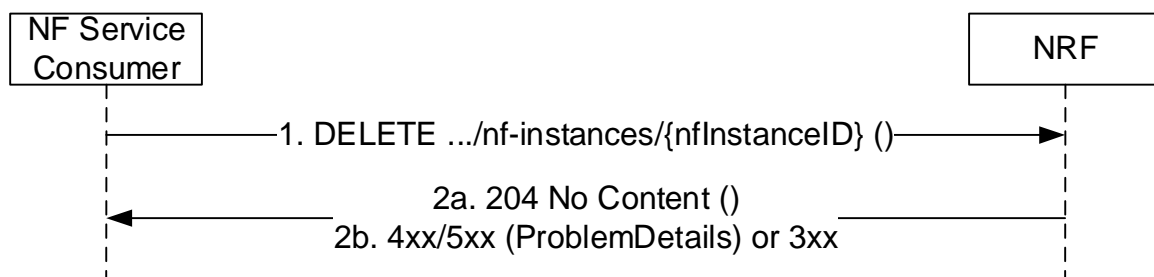 NF Service
Consumer
NRF
1. DELETE .../nf-instances/{nfInstanceID} ()
2a. 204 No Content ()
2b. 4xx/5xx (ProblemDetails) or 3xx